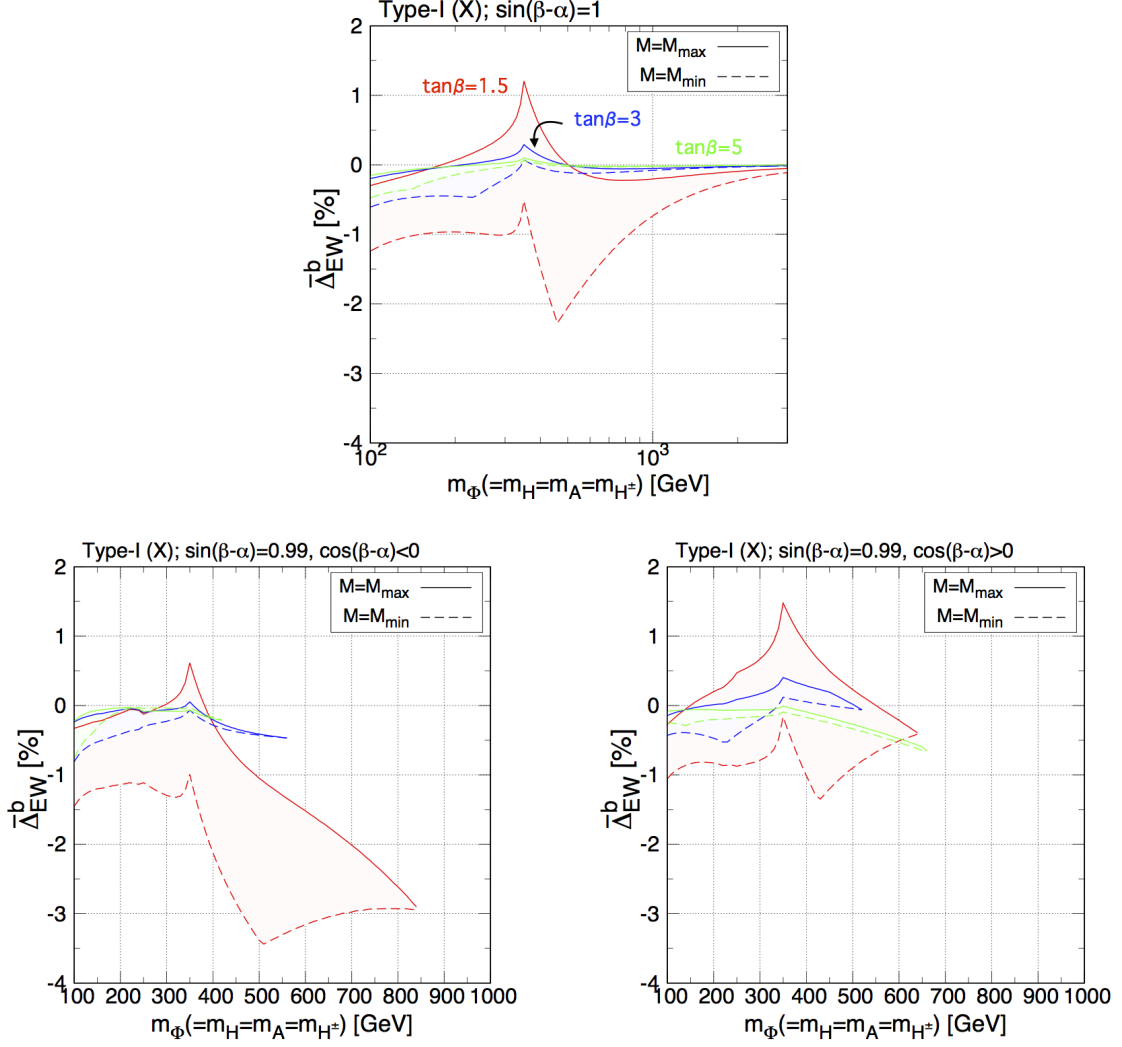 Type-I (X); sin(β-α)=1
2
1
0
-1
-2
-3
-4
M=Mmax
M=Mmin
tanβ=1.5
tanβ=3
tanβ=5
Δ̅ᵇEW [%]
10²
10³
mΦ(=mH=mA=mH±) [GeV]
Type-I (X); sin(β-α)=0.99, cos(β-α)<0
2
1
0
-1
-2
-3
-4
M=Mmax
M=Mmin
Δ̅ᵇEW [%]
100 200 300 400 500 600 700 800 900 1000
mΦ(=mH=mA=mH±) [GeV]
Type-I (X); sin(β-α)=0.99, cos(β-α)>0
2
1
0
-1
-2
-3
-4
M=Mmax
M=Mmin
Δ̅ᵇEW [%]
100 200 300 400 500 600 700 800 900 1000
mΦ(=mH=mA=mH±) [GeV]